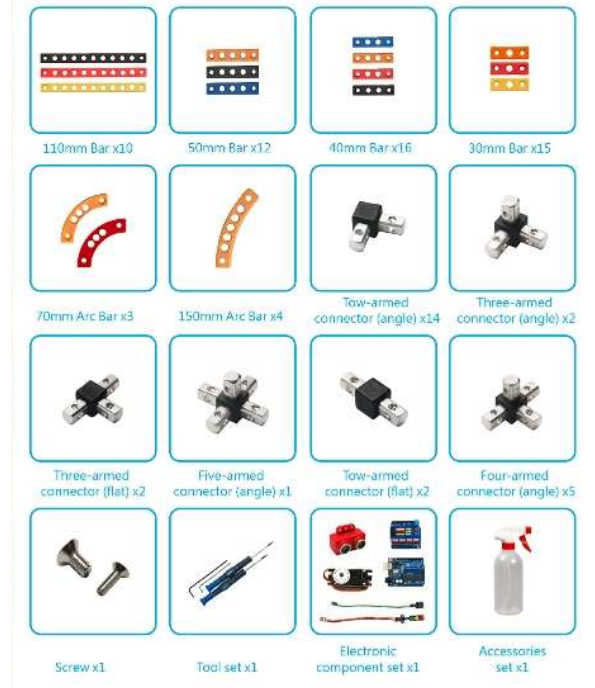 110mm Bar x10
50mm Bar x12
40mm Bar x16
30mm Bar x15
70mm Arc Bar x3
150mm Arc Bar x4
Tow-armed
connector (angle) x14
Three-armed
connector (angle) x2
Three-armed
connector (flat) x2
Five-armed
connector (angle) x1
Tow-armed
connector (flat) x2
Four-armed
connector (angle) x5
Screw x1
Tool set x1
Electronic
component set x1
Accessories
set x1